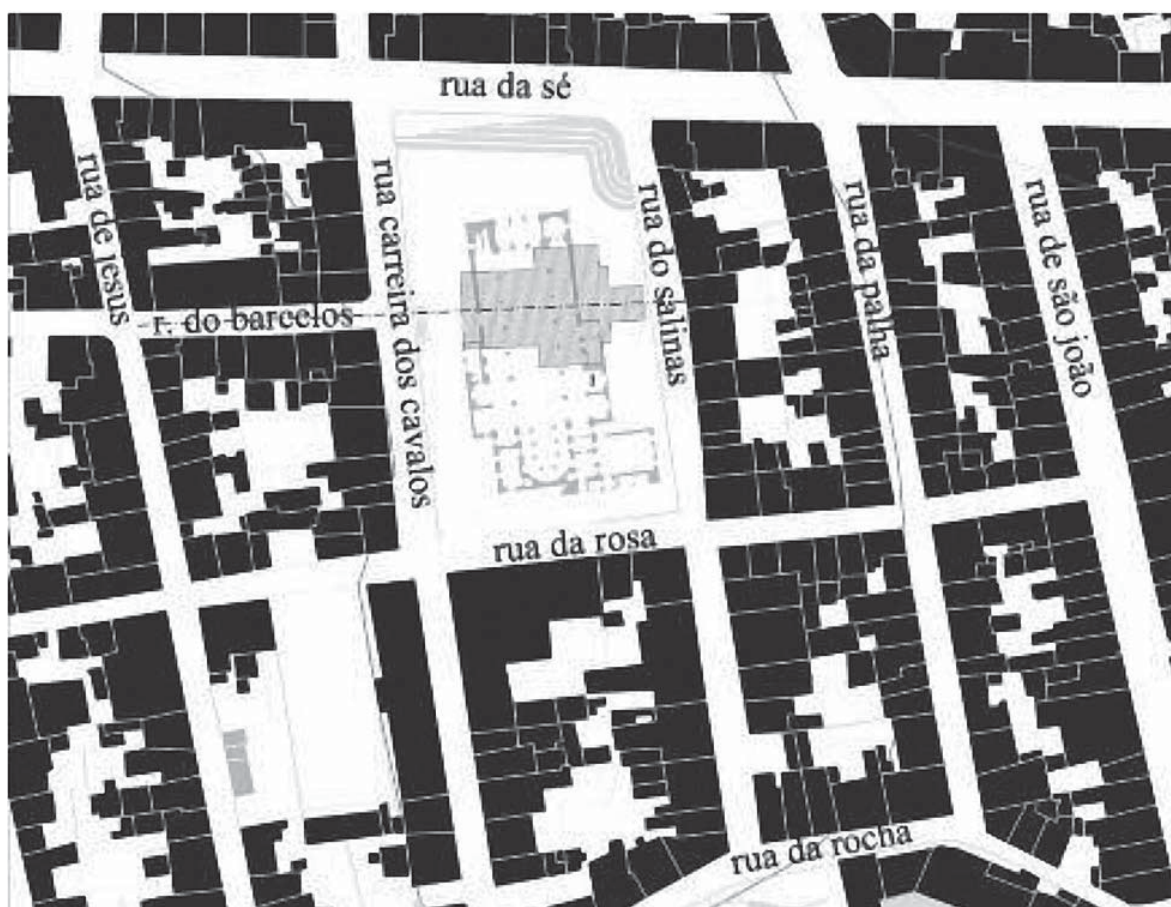 rua da sé
rua de jesus
rua carreira dos cavalos
rua do salinas
rua da palha
rua de são joão
r. do barcelos
rua da rosa
rua da rocha